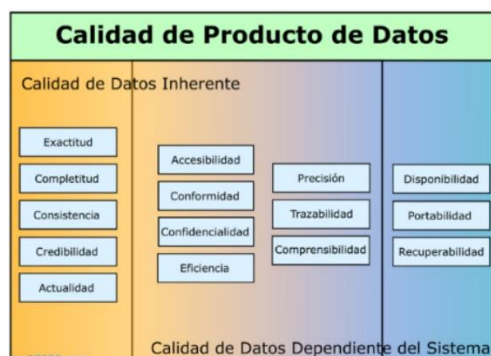 Calidad de Producto de Datos
Calidad de Datos Inherente
Exactitud
Completitud
Consistencia
Credibilidad
Actualidad
Accesibilidad
Conformidad
Confidencialidad
Eficiencia
Precisión
Trazabilidad
Comprensibilidad
Disponibilidad
Portabilidad
Recuperabilidad
Calidad de Datos Dependiente del Sistema